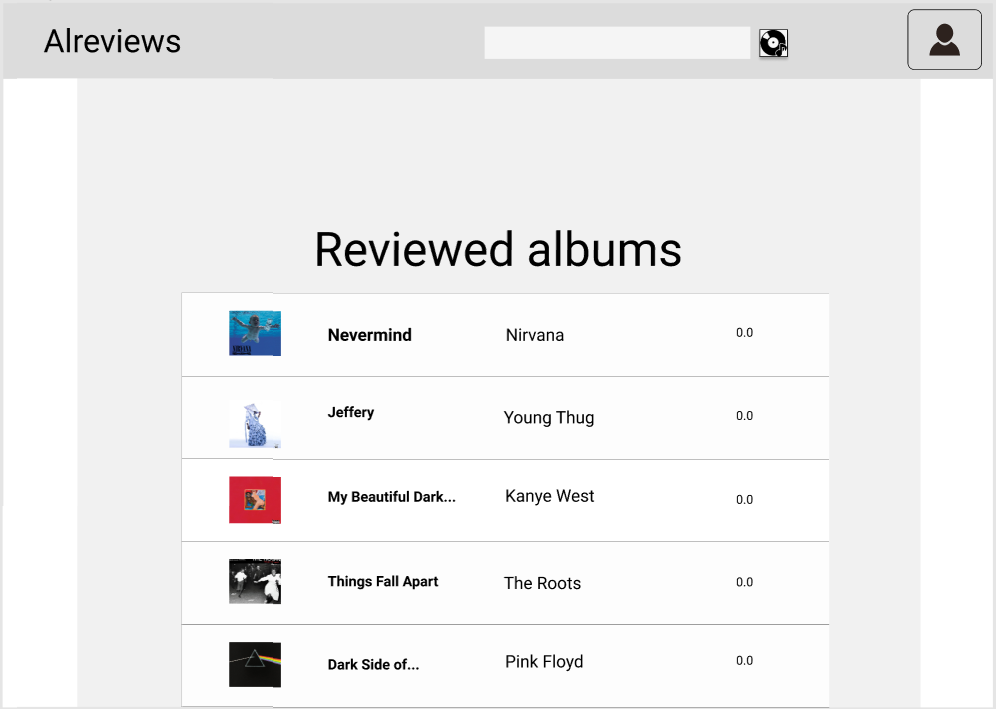 Alreviews
Reviewed albums
Nevermind Nirvana 0.0
Jeffery Young Thug 0.0
My Beautiful Dark... Kanye West 0.0
Things Fall Apart The Roots 0.0
Dark Side of... Pink Floyd 0.0